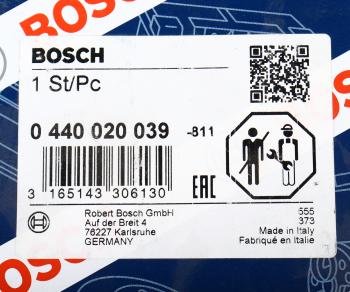 BOSCH
BOSCH
1 St/Pc
0 440 020 039 -811
3 165143 306130
EAC
Robert Bosch GmbH
Auf der Breit 4
76227 Karlsruhe
GERMANY
555
373
Made in Italy
Fabriqué en Italie
BOSCH